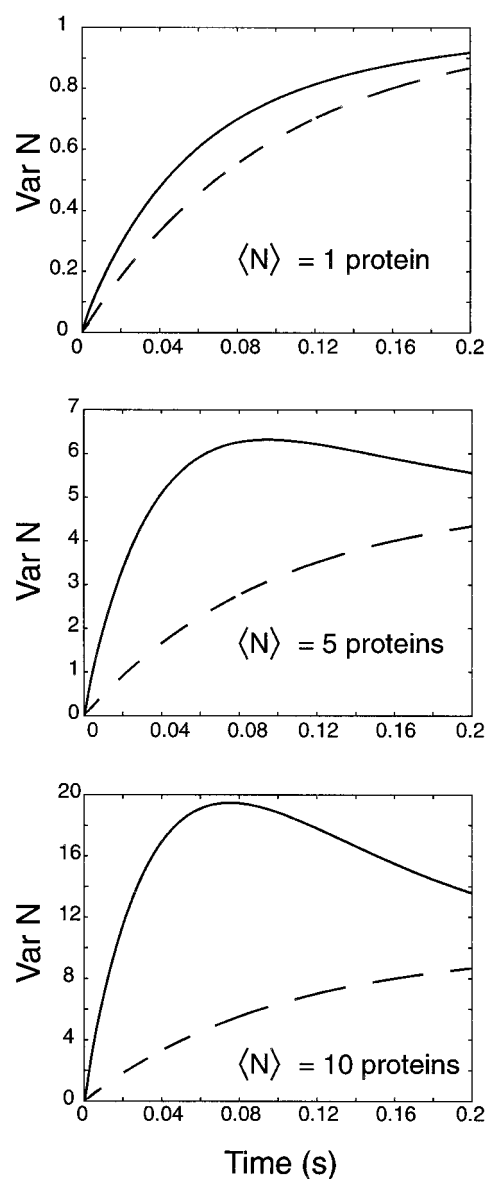 1
0.8
0.6
0.4
0.2
0
Var N
⟨N⟩ = 1 protein
0 0.04 0.08 0.12 0.16 0.2
7
6
5
4
3
2
1
0
Var N
⟨N⟩ = 5 proteins
0 0.04 0.08 0.12 0.16 0.2
20
16
12
8
4
0
Var N
⟨N⟩ = 10 proteins
0 0.04 0.08 0.12 0.16 0.2
Time (s)